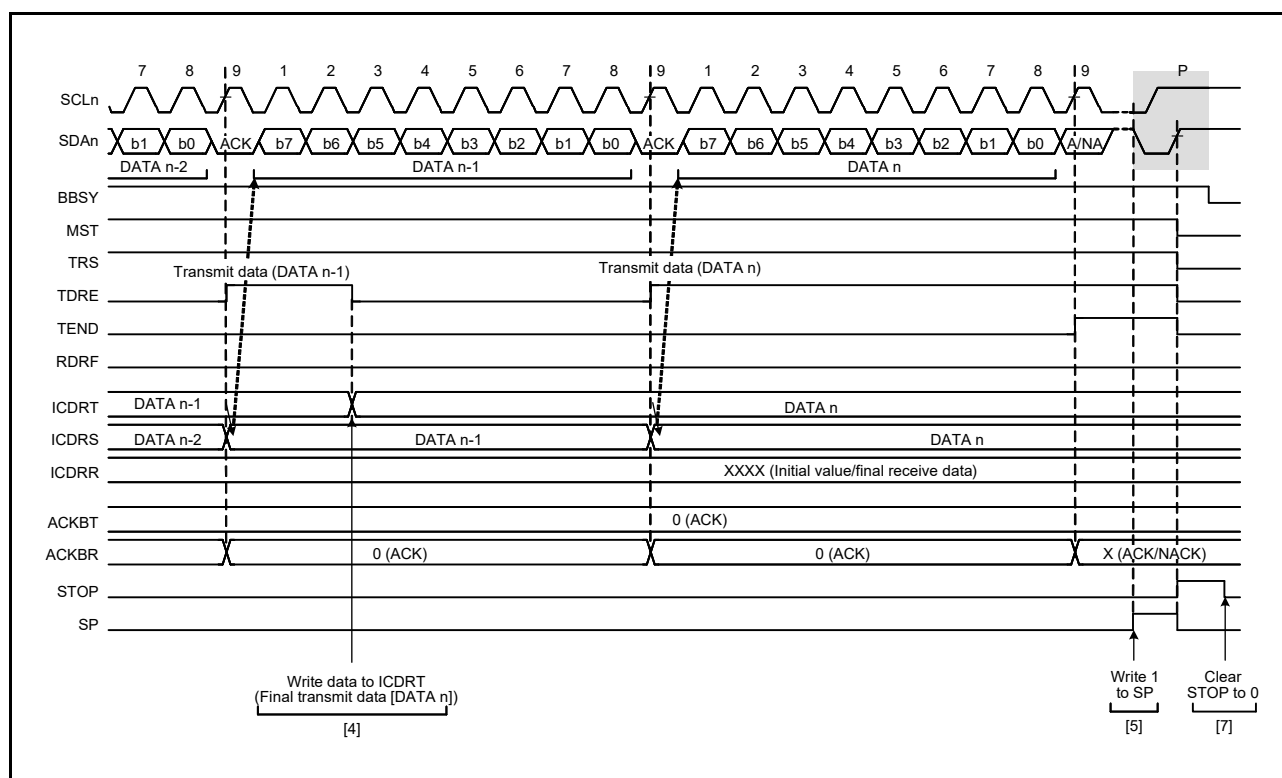 7 8 9 1 2 3 4 5 6 7 8 9 1 2 3 4 5 6 7 8 9 P
SCLn
SDAn b1 b0 ACK b7 b6 b5 b4 b3 b2 b1 b0 ACK b7 b6 b5 b4 b3 b2 b1 b0 A/NA
DATA n-2 DATA n-1 DATA n
BBSY
MST
TRS
Transmit data (DATA n-1) Transmit data (DATA n)
TDRE
TEND
RDRF
ICDRT DATA n-1 DATA n
ICDRS DATA n-2 DATA n-1 DATA n
ICDRR XXXX (Initial value/final receive data)
ACKBT 0 (ACK)
ACKBR 0 (ACK) 0 (ACK) X (ACK/NACK)
STOP
SP
Write data to ICDRT
(Final transmit data [DATA n])
[4]
Write 1
to SP
[5]
Clear
STOP to 0
[7]